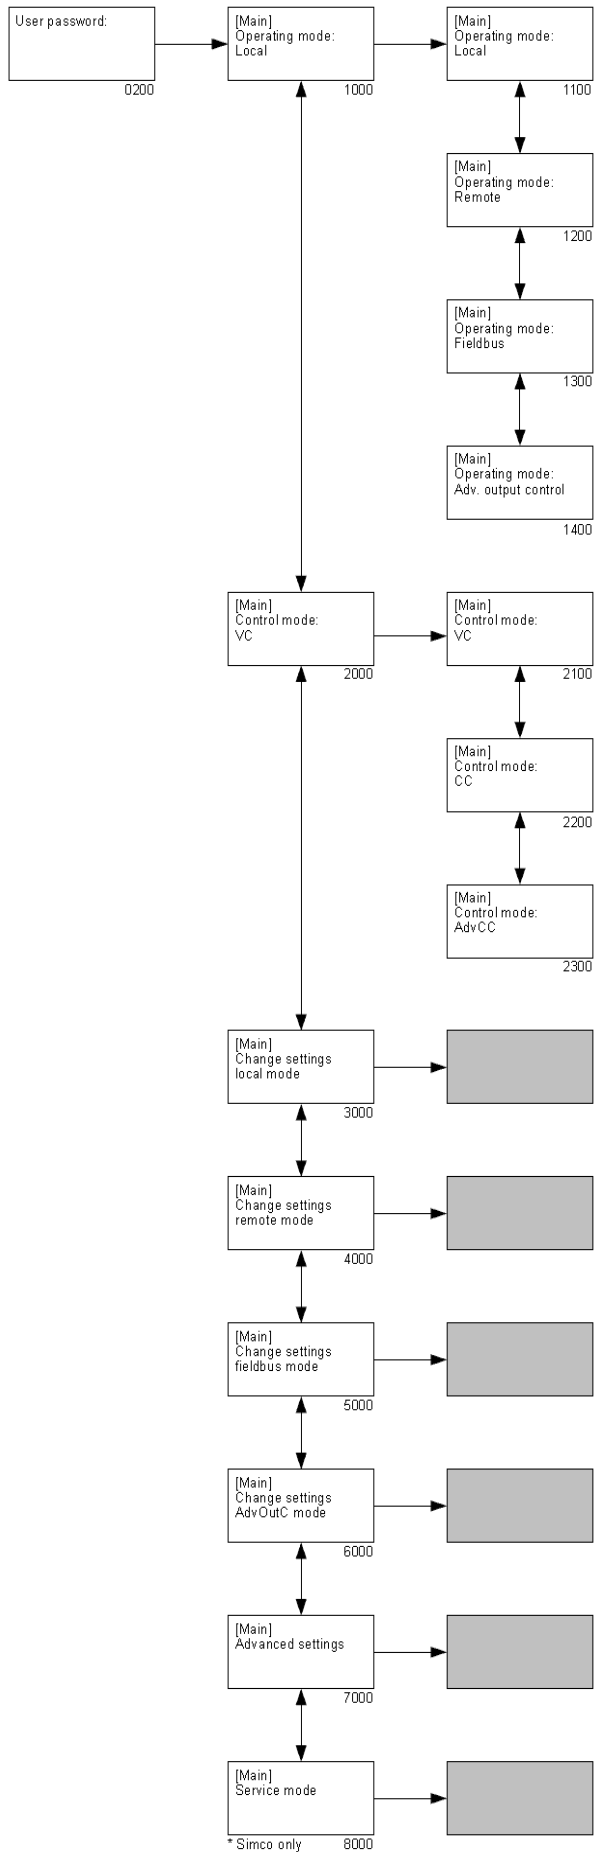 User password:
0200
[Main]
Operating mode:
Local
1000
[Main]
Operating mode:
Local
1100
[Main]
Operating mode:
Remote
1200
[Main]
Operating mode:
Fieldbus
1300
[Main]
Operating mode:
Adv. output control
1400
[Main]
Control mode:
VC
2000
[Main]
Control mode:
VC
2100
[Main]
Control mode:
CC
2200
[Main]
Control mode:
AdvCC
2300
[Main]
Change settings
local mode
3000
[Main]
Change settings
remote mode
4000
[Main]
Change settings
fieldbus mode
5000
[Main]
Change settings
AdvOutC mode
6000
[Main]
Advanced settings
7000
[Main]
Service mode
* Simco only 8000